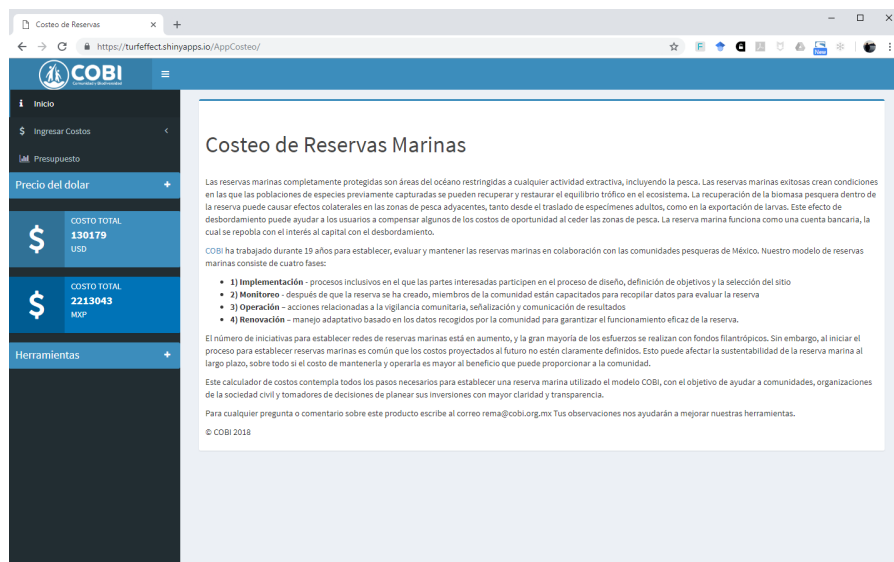 Costeo de Reservas
https://turfeffect.shinyapps.io/AppCosteo/
New
COBI
Comunidad y Biodiversidad
Inicio
Ingresar Costos
Presupuesto
Precio del dolar
COSTO TOTAL
130179
USD
COSTO TOTAL
2213043
MXP
Herramientas
Costeo de Reservas Marinas
Las reservas marinas completamente protegidas son áreas del océano restringidas a cualquier actividad extractiva, incluyendo la pesca. Las reservas marinas exitosas crean condiciones
en las que las poblaciones de especies previamente capturadas se pueden recuperar y restaurar el equilibrio trófico en el ecosistema. La recuperación de la biomasa pesquera dentro de
la reserva puede causar efectos colaterales en las zonas de pesca adyacentes, tanto desde el traslado de especímenes adultos, como en la exportación de larvas. Este efecto de
desbordamiento puede ayudar a los usuarios a compensar algunos de los costos de oportunidad al ceder las zonas de pesca. La reserva marina funciona como una cuenta bancaria, la
cual se repobla con el interés al capital con el desbordamiento.
COBI ha trabajado durante 19 años para establecer, evaluar y mantener las reservas marinas en colaboración con las comunidades pesqueras de México. Nuestro modelo de reservas
marinas consiste de cuatro fases:
• 1) Implementación - procesos inclusivos en el que las partes interesadas participen en el proceso de diseño, definición de objetivos y la selección del sitio
• 2) Monitoreo - después de que la reserva se ha creado, miembros de la comunidad están capacitados para recopilar datos para evaluar la reserva
• 3) Operación – acciones relacionadas a la vigilancia comunitaria, señalización y comunicación de resultados
• 4) Renovación – manejo adaptativo basado en los datos recogidos por la comunidad para garantizar el funcionamiento eficaz de la reserva.
El número de iniciativas para establecer redes de reservas marinas está en aumento, y la gran mayoría de los esfuerzos se realizan con fondos filantrópicos. Sin embargo, al iniciar el
proceso para establecer reservas marinas es común que los costos proyectados al futuro no estén claramente definidos. Esto puede afectar la sustentabilidad de la reserva marina al
largo plazo, sobre todo si el costo de mantenerla y operarla es mayor al beneficio que puede proporcionar a la comunidad.
Este calculador de costos contempla todos los pasos necesarios para establecer una reserva marina utilizado el modelo COBI, con el objetivo de ayudar a comunidades, organizaciones
de la sociedad civil y tomadores de decisiones de planear sus inversiones con mayor claridad y transparencia.
Para cualquier pregunta o comentario sobre este producto escribe al correo rema@cobi.org.mx Tus observaciones nos ayudarán a mejorar nuestras herramientas.
© COBI 2018